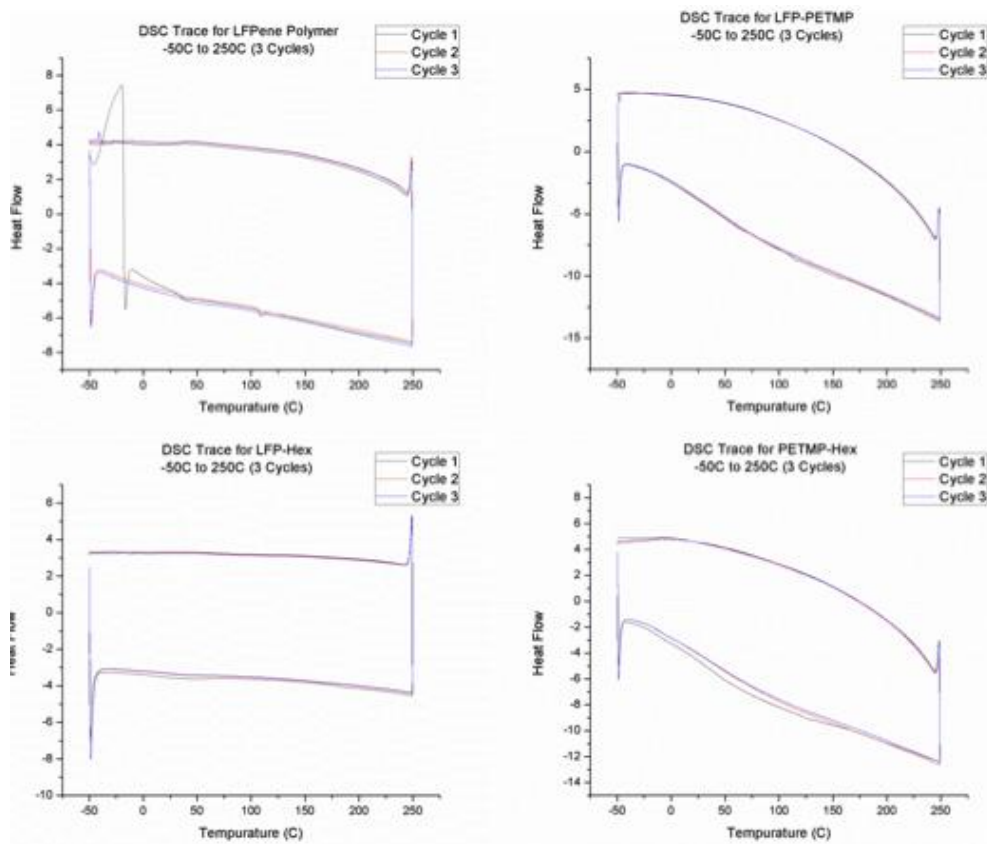 DSC Trace for LFPene Polymer
-50C to 250C (3 Cycles)
Cycle 1
Cycle 2
Cycle 3
8
6
4
2
0
-2
-4
-6
-8
Heat Flow
-50
0
50
100
150
200
250
Tempurature (C)
DSC Trace for LFP-PETMP
-50C to 250C (3 Cycles)
Cycle 1
Cycle 2
Cycle 3
5
0
-5
-10
-15
Heat Flow
-50
0
50
100
150
200
250
Tempurature (C)
DSC Trace for LFP-Hex
-50C to 250C (3 Cycles)
Cycle 1
Cycle 2
Cycle 3
6
4
2
0
-2
-4
-6
-8
-10
Heat Flow
-50
0
50
100
150
200
250
Tempurature (C)
DSC Trace for PETMP-Hex
-50C to 250C (3 Cycles)
Cycle 1
Cycle 2
Cycle 3
8
6
4
2
0
-2
-4
-6
-8
-10
-12
-14
Heat Flow
-50
0
50
100
150
200
250
Tempurature (C)